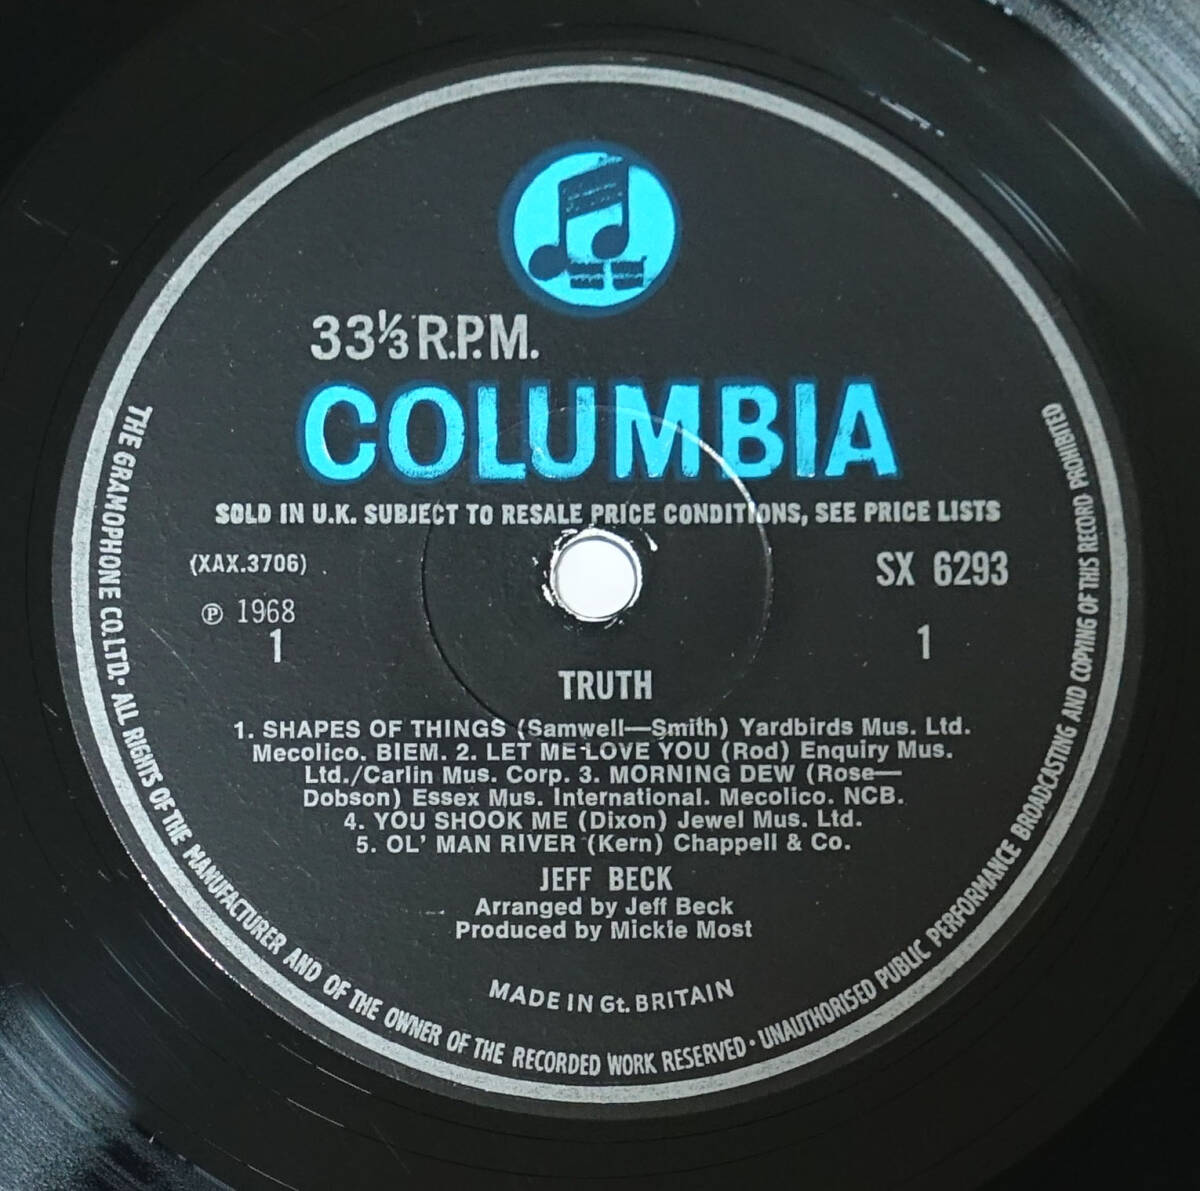 33⅓ R.P.M.
COLUMBIA
SOLD IN U.K. SUBJECT TO RESALE PRICE CONDITIONS, SEE PRICE LISTS
(XAX.3706)
SX 6293
℗ 1968
1
1
TRUTH
1. SHAPES OF THINGS (Samwell—Smith) Yardbirds Mus. Ltd.
Mecolico. BIEM. 2. LET ME LOVE YOU (Rod) Enquiry Mus.
Ltd./Carlin Mus. Corp. 3. MORNING DEW (Rose—
Dobson) Essex Mus. International. Mecolico. NCB.
4. YOU SHOOK ME (Dixon) Jewel Mus. Ltd.
5. OL' MAN RIVER (Kern) Chappell & Co.
JEFF BECK
Arranged by Jeff Beck
Produced by Mickie Most
MADE IN Gt. BRITAIN
THE GRAMOPHONE CO. LTD. • ALL RIGHTS OF THE MANUFACTURER AND OF THE OWNER OF THE RECORDED WORK RESERVED • UNAUTHORISED PUBLIC PERFORMANCE BROADCASTING AND COPYING OF THIS RECORD PROHIBITED